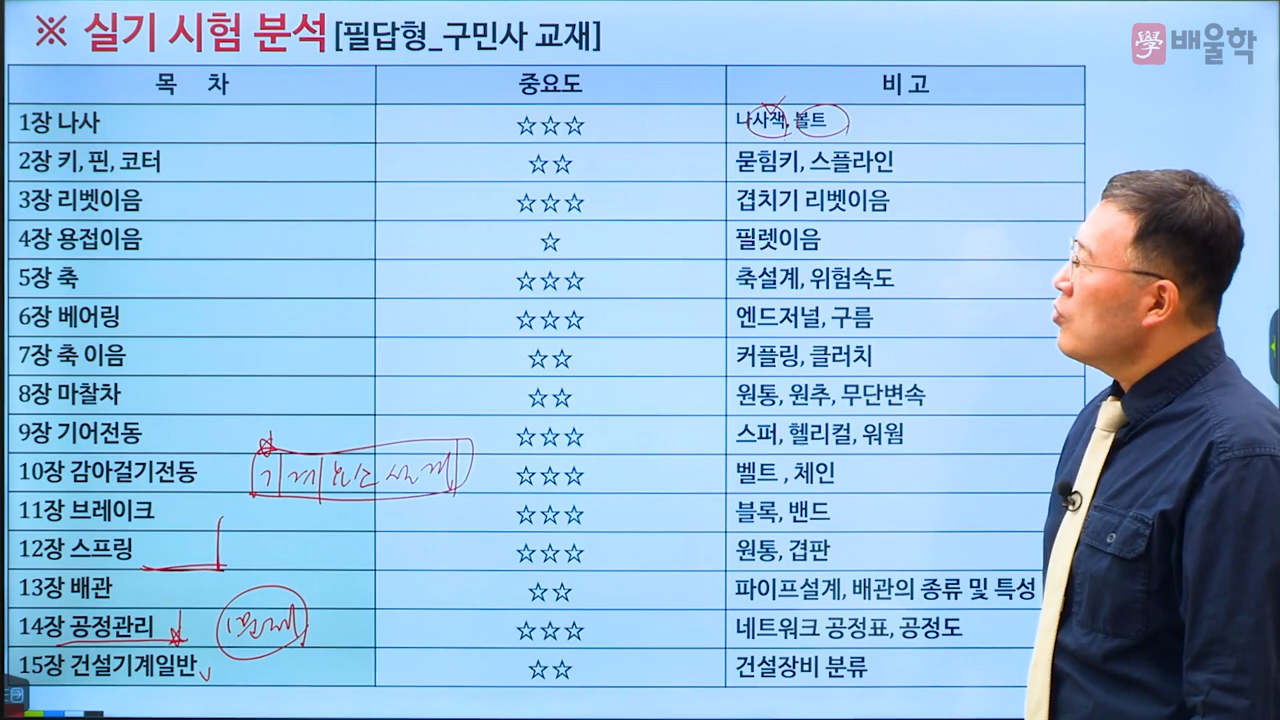 ※ 실기 시험 분석[필답형_구민사 교재]
學 배울학
목 차 중요도 비고
1장 나사 ☆☆☆ 나사잭, 볼트
2장 키, 핀, 코터 ☆☆ 묻힘키, 스플라인
3장 리벳이음 ☆☆☆ 겹치기 리벳이음
4장 용접이음 ☆ 필렛이음
5장 축 ☆☆☆ 축설계, 위험속도
6장 베어링 ☆☆☆ 엔드저널, 구름
7장 축 이음 ☆☆ 커플링, 클러치
8장 마찰차 ☆☆ 원통, 원추, 무단변속
9장 기어전동 ☆☆☆ 스퍼, 헬리컬, 워윔
10장 감아걸기전동 기계요소설계 ☆☆☆ 벨트 , 체인
11장 브레이크 ☆☆☆ 블록, 밴드
12장 스프링 ☆☆☆ 원통, 겹판
13장 배관 ☆☆ 파이프설계, 배관의 종류 및 특성
14장 공정관리 ☆☆☆ 네트워크 공정표, 공정도
15장 건설기계일반 ☆☆ 건설장비 분류